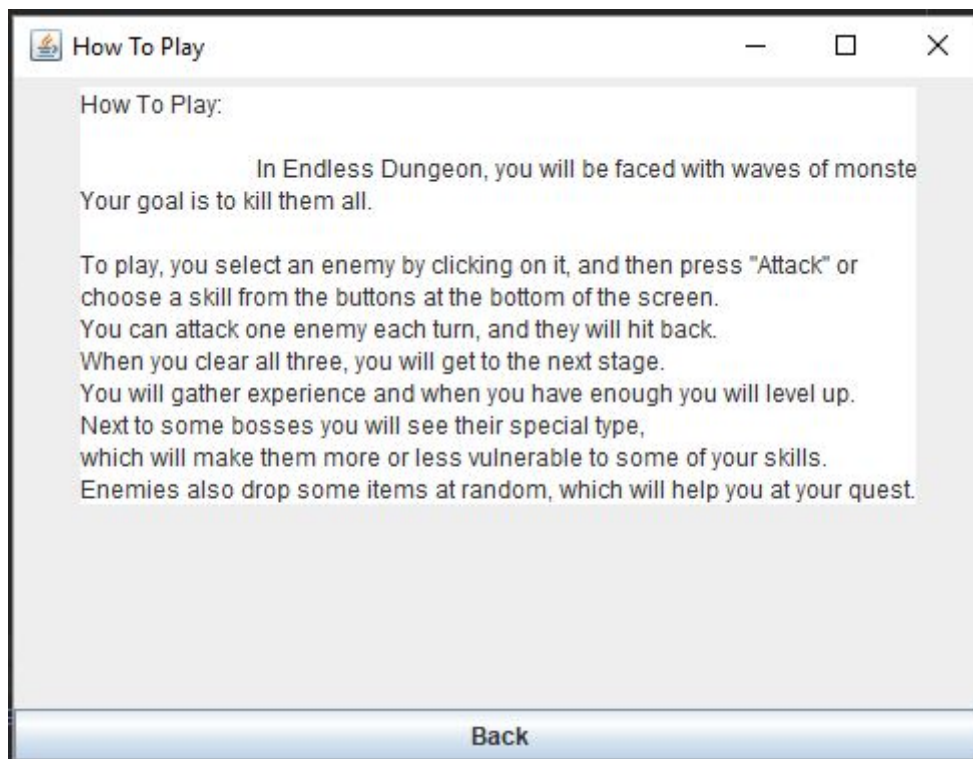 How To Play
How To Play:
In Endless Dungeon, you will be faced with waves of monste
Your goal is to kill them all.
To play, you select an enemy by clicking on it, and then press "Attack" or
choose a skill from the buttons at the bottom of the screen.
You can attack one enemy each turn, and they will hit back.
When you clear all three, you will get to the next stage.
You will gather experience and when you have enough you will level up.
Next to some bosses you will see their special type,
which will make them more or less vulnerable to some of your skills.
Enemies also drop some items at random, which will help you at your quest.
Back